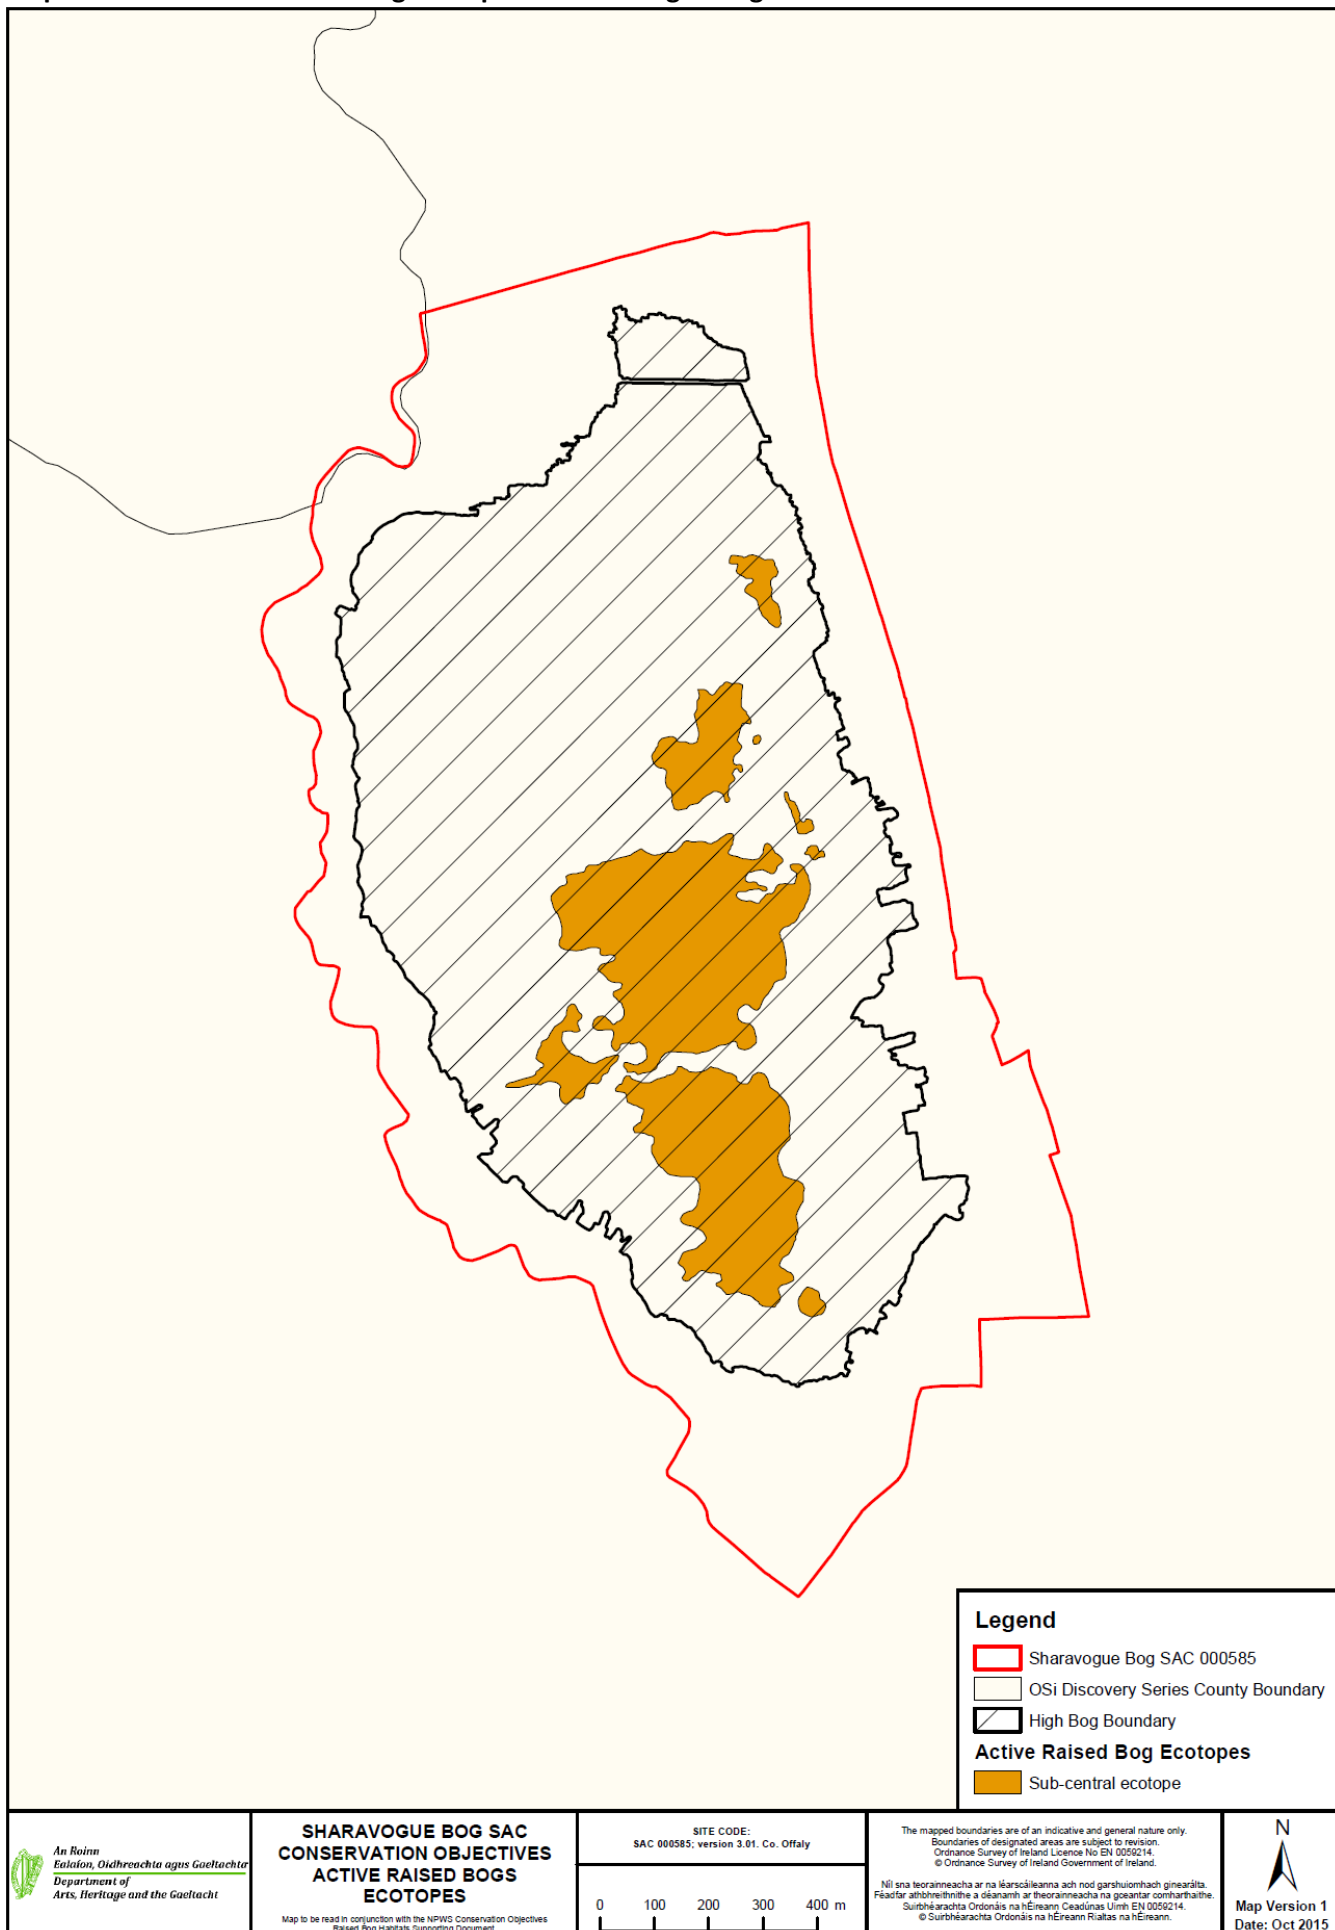 Legend
Sharavogue Bog SAC 000585
OSi Discovery Series County Boundary
High Bog Boundary
Active Raised Bog Ecotopes
Sub-central ecotope
An Roinn
Ealaíon, Oidhreachta agus Gaeltachta
Department of
Arts, Heritage and the Gaeltacht
SHARAVOGUE BOG SAC
CONSERVATION OBJECTIVES
ACTIVE RAISED BOGS
ECOTOPES
Map to be read in conjunction with the NPWS Conservation Objectives
Raised Bog Habitats Supporting Document
SITE CODE:
SAC 000585; version 3.01. Co. Offaly
0 100 200 300 400 m
The mapped boundaries are of an indicative and general nature only.
Boundaries of designated areas are subject to revision.
Ordnance Survey of Ireland Licence No EN 0059214.
© Ordnance Survey of Ireland Government of Ireland.
Níl sna teorainneacha ar na léarscáileanna ach nod garshuiomhach ginearálta.
Féadfar athbhreithnithe a déanamh ar theorainneacha na gceantar comharthaithe.
Suirbhéarachta Ordonáis na hÉireann Ceadúnas Uimh EN 0059214.
© Suirbhéarachta Ordonáis na hÉireann Rialtas na hÉireann.
N
Map Version 1
Date: Oct 2015